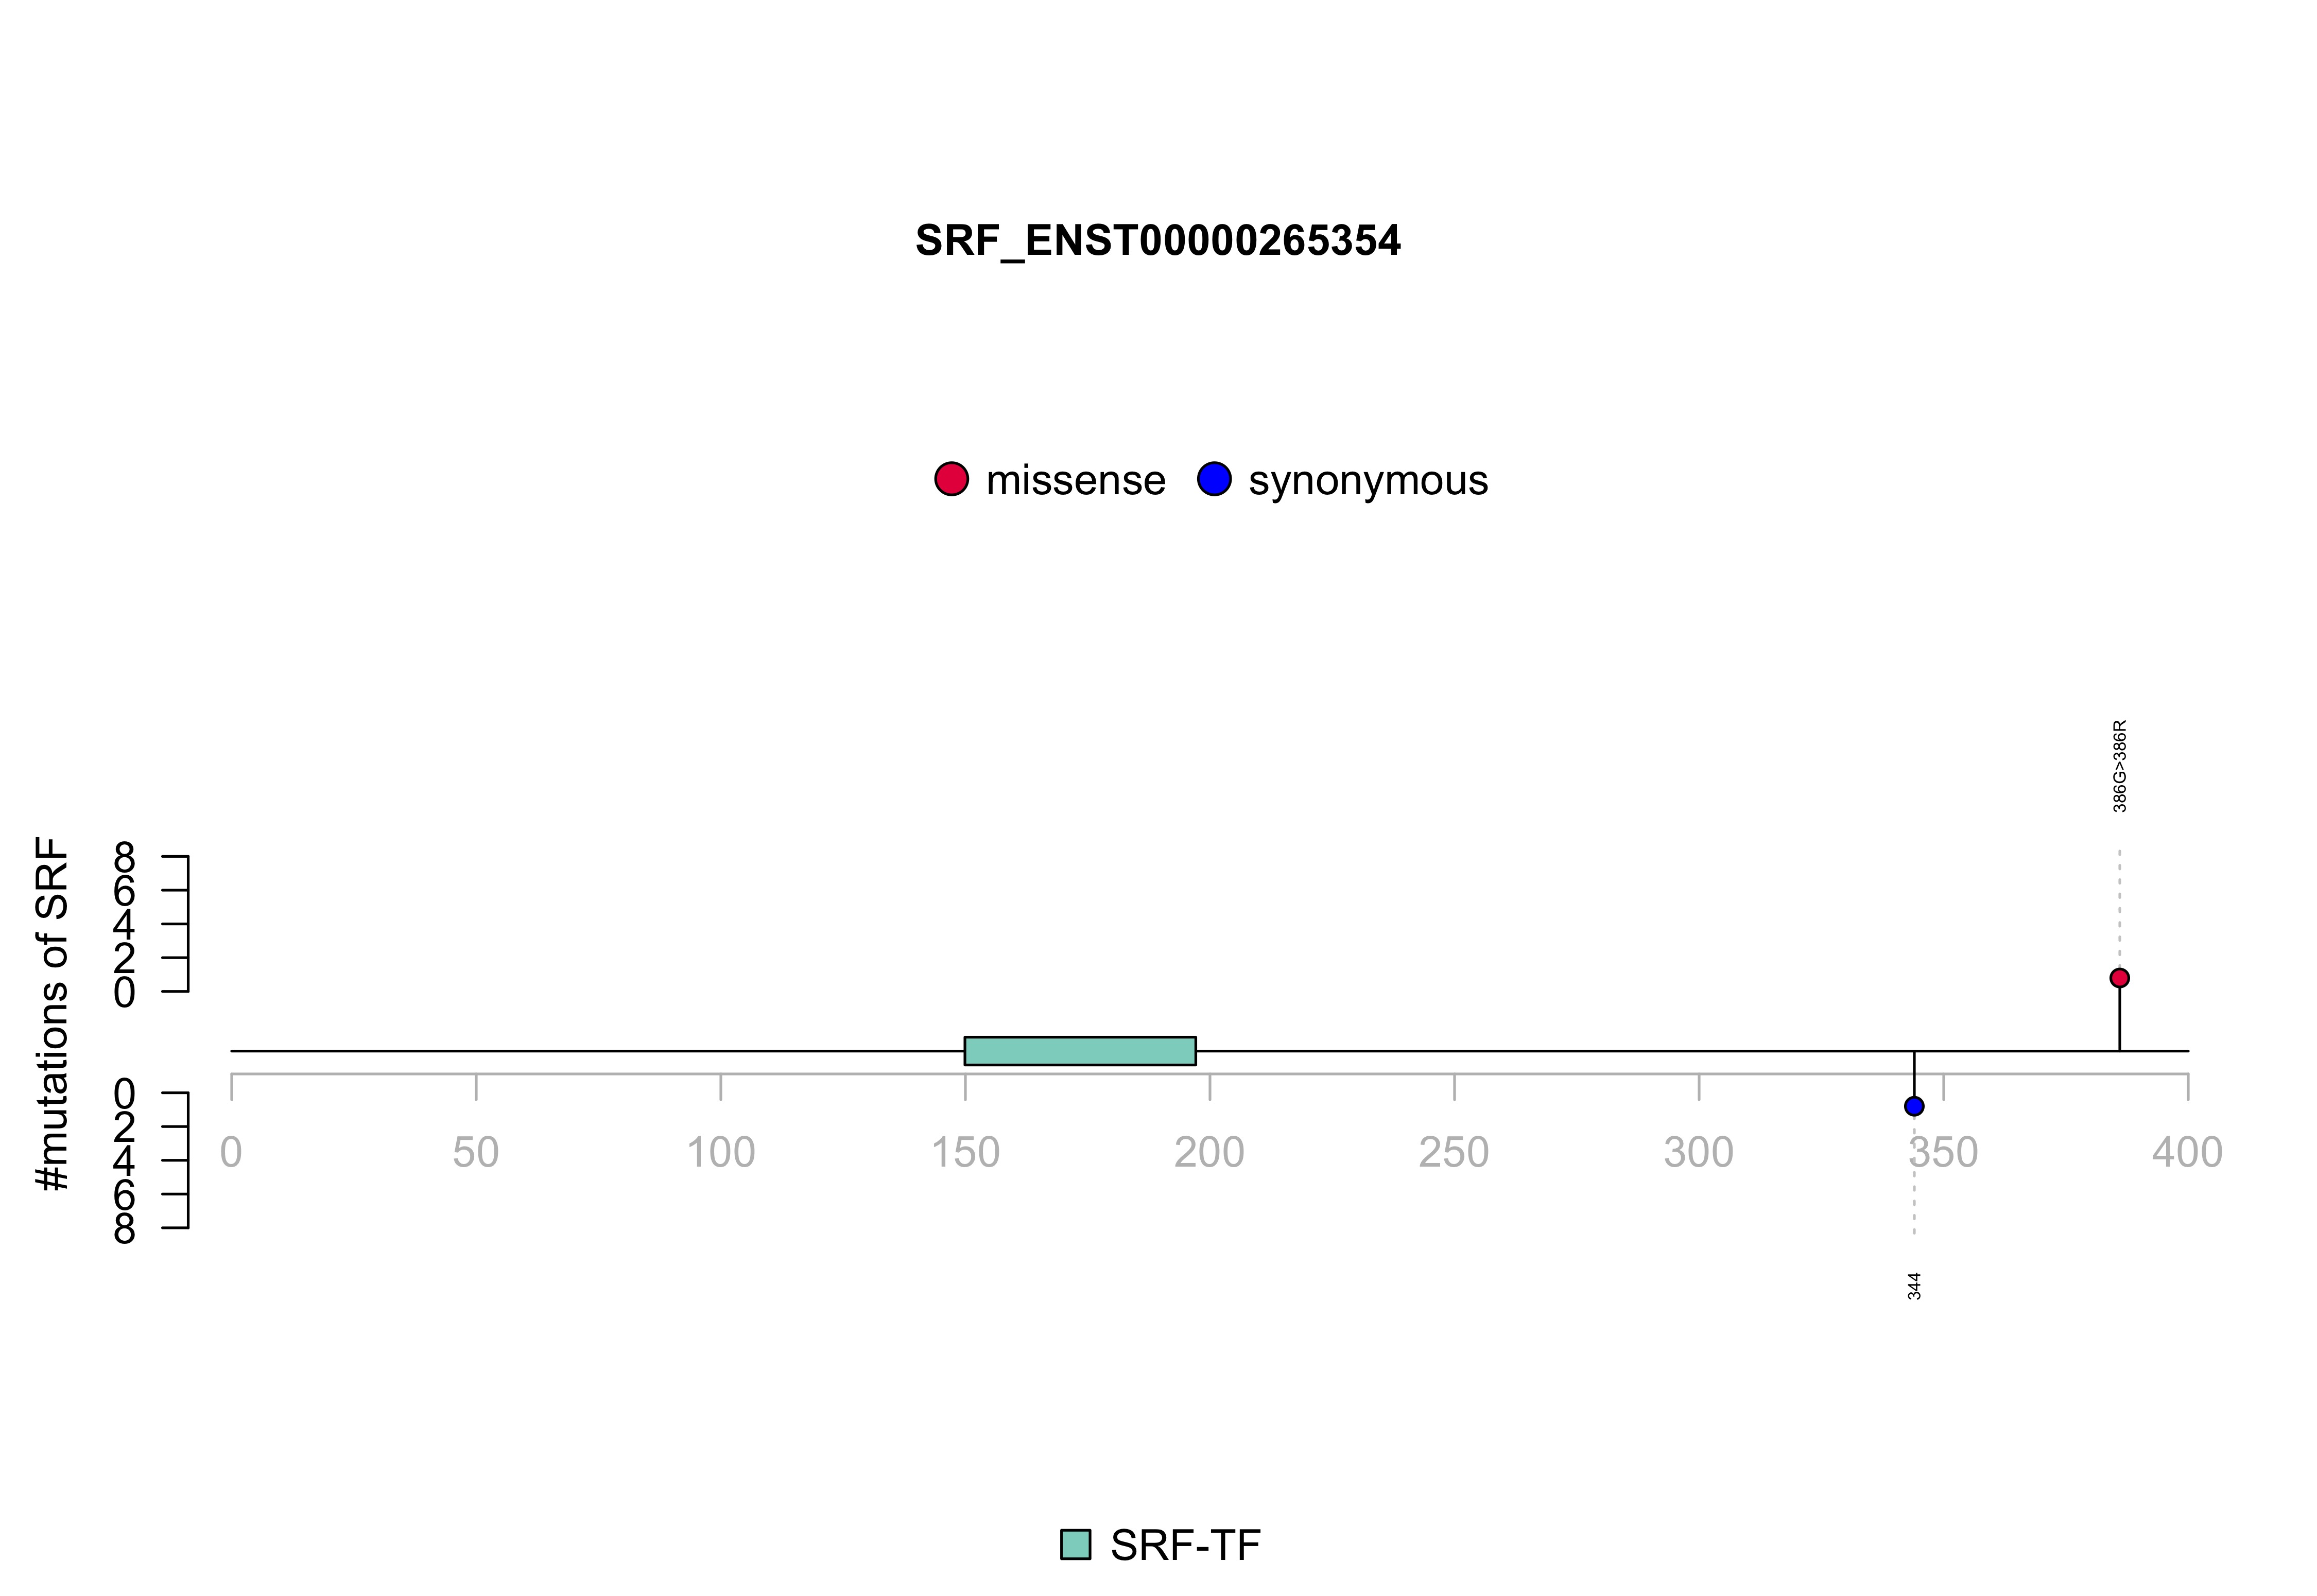 SRF_ENST00000265354
missense synonymous
386G>386R
#mutations of SRF
8
6
4
2
0
0
2
4
6
8
0 50 100 150 200 250 300 350 400
344
SRF-TF